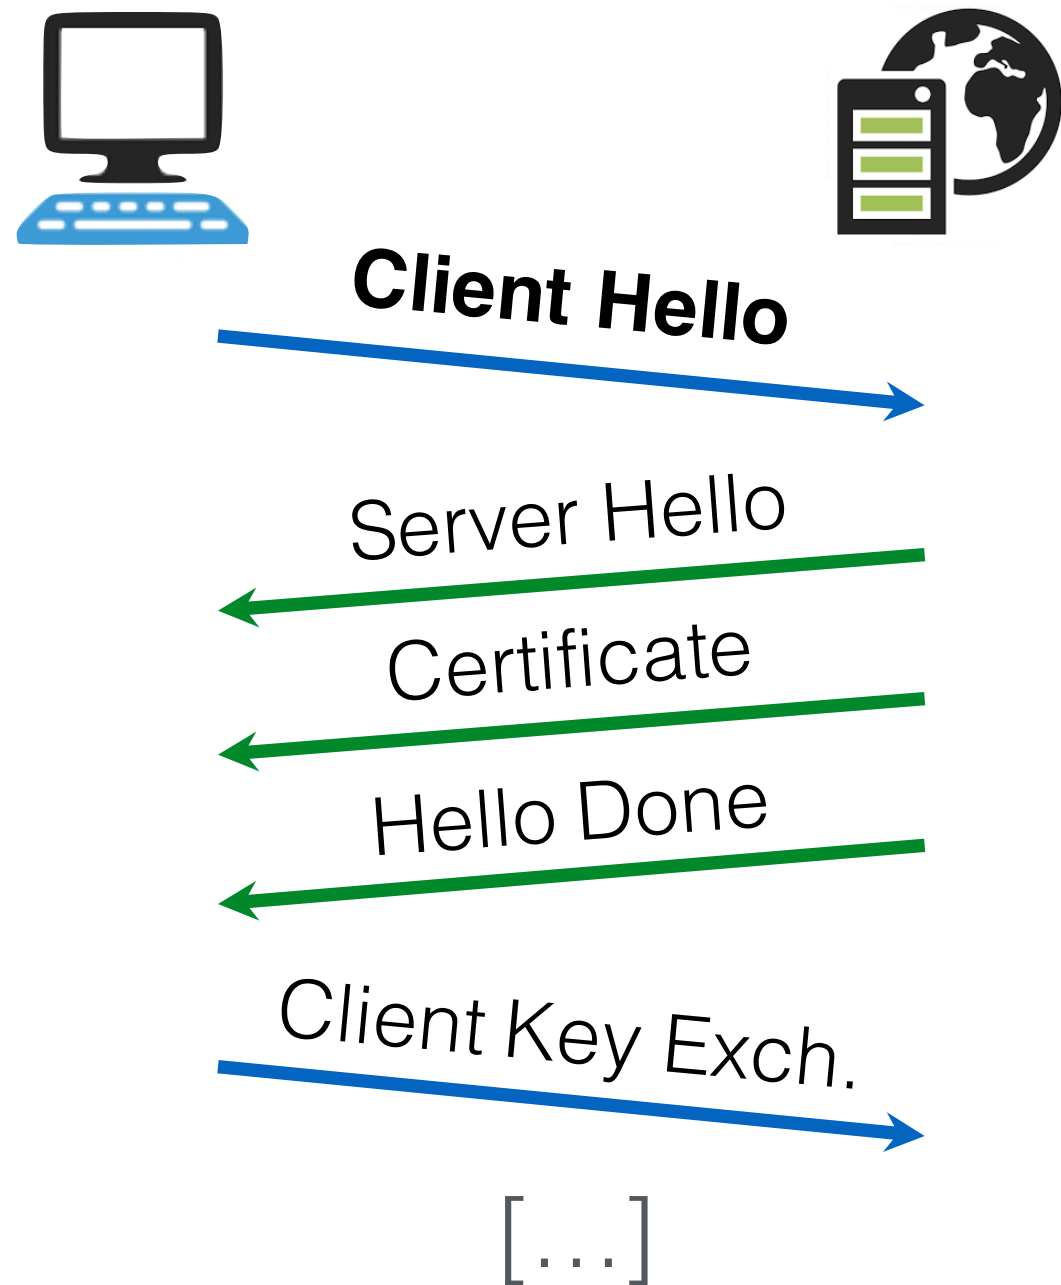 Client Hello
Server Hello
Certificate
Hello Done
Client Key Exch.
[...]